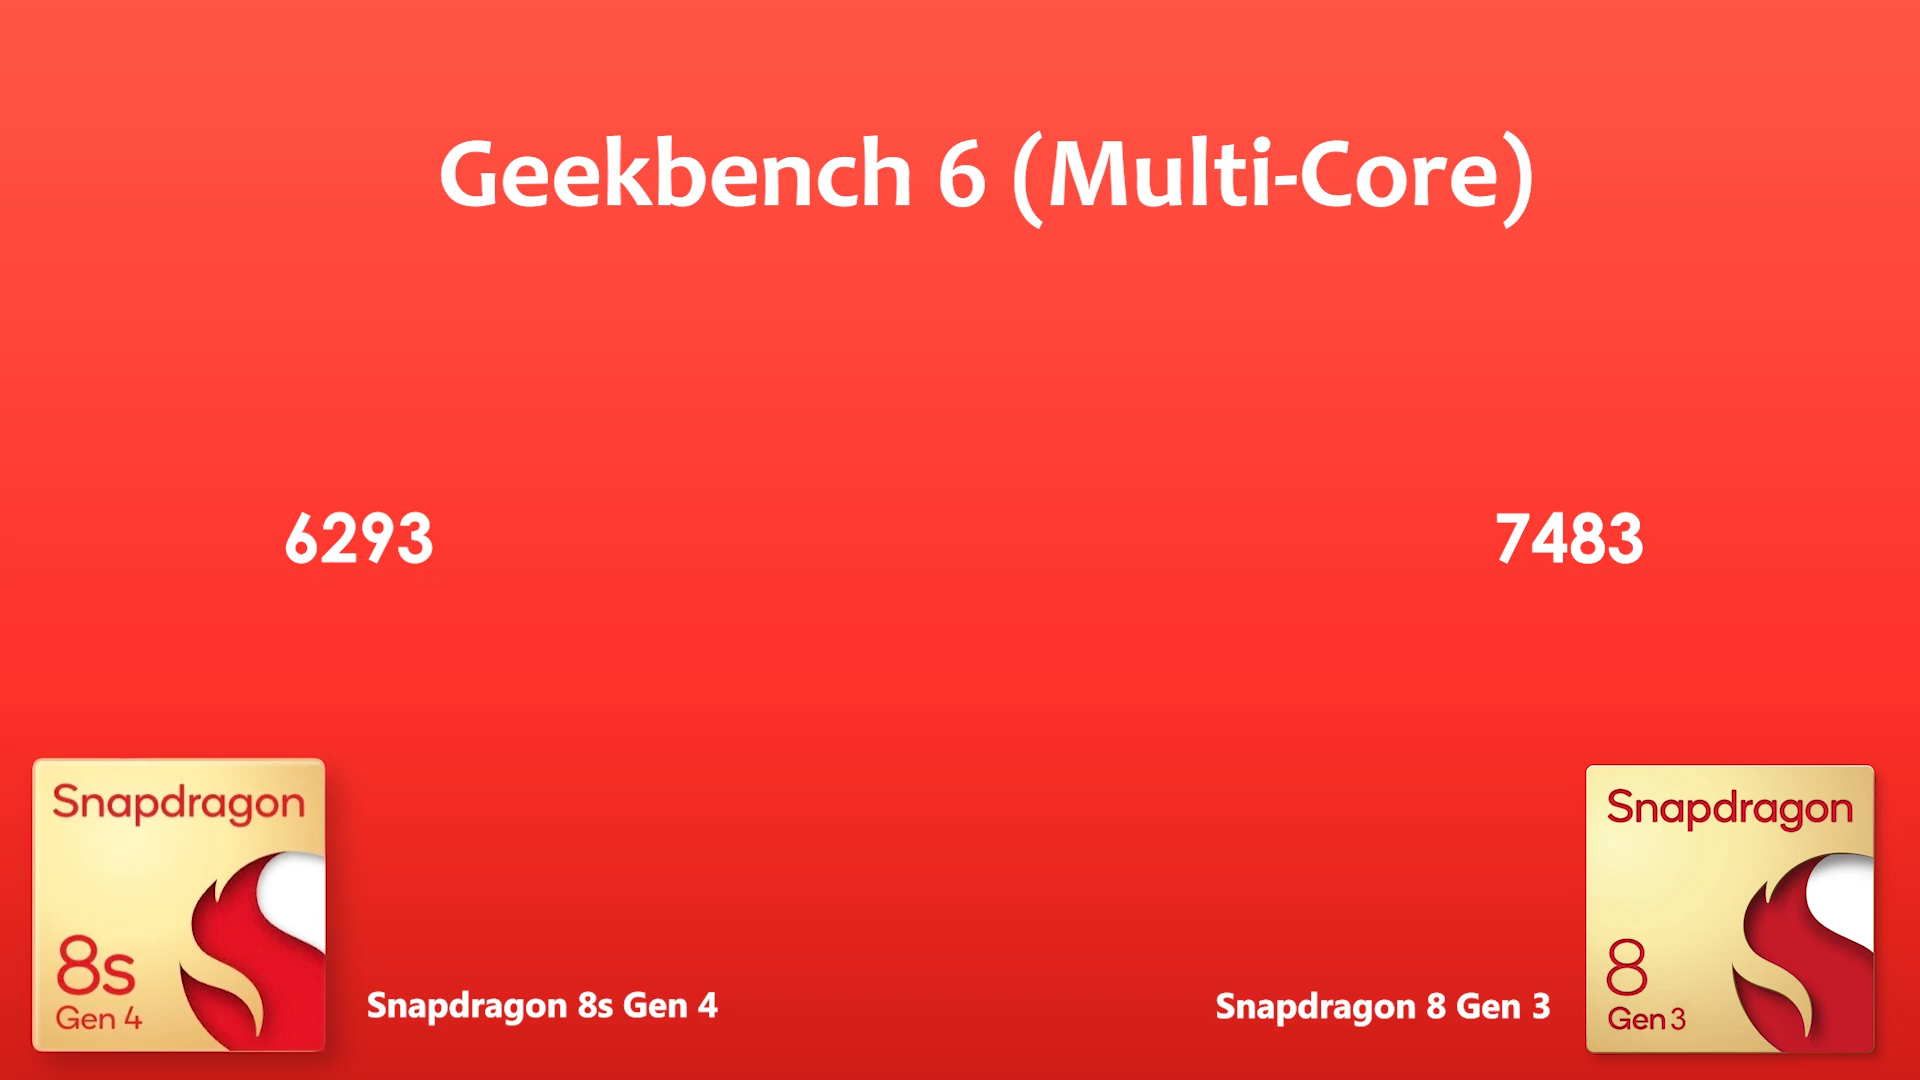 Geekbench 6 (Multi-Core)
6293
7483
Snapdragon
8s
Gen 4
Snapdragon 8s Gen 4
Snapdragon 8 Gen 3
Snapdragon
8
Gen 3